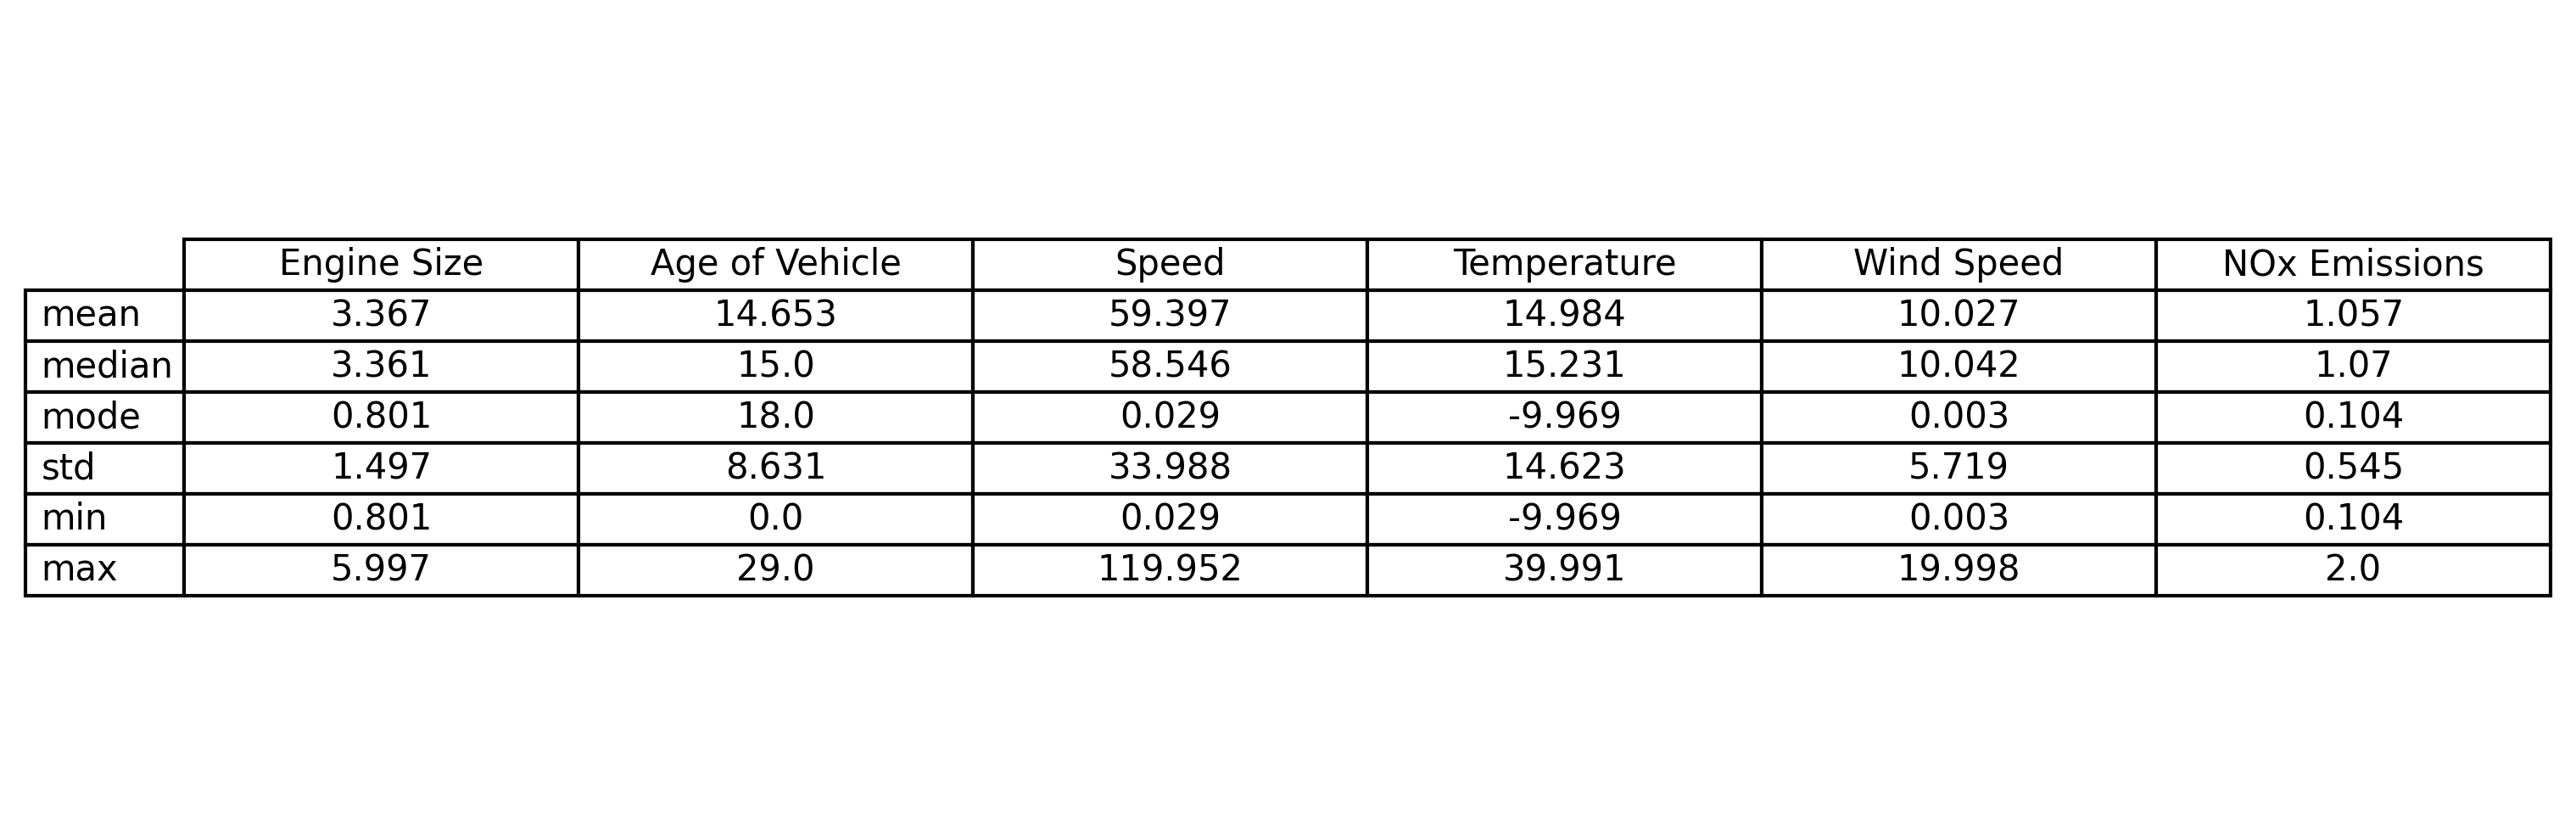 Engine Size Age of Vehicle Speed Temperature Wind Speed NOx Emissions
mean 3.367 14.653 59.397 14.984 10.027 1.057
median 3.361 15.0 58.546 15.231 10.042 1.07
mode 0.801 18.0 0.029 -9.969 0.003 0.104
std 1.497 8.631 33.988 14.623 5.719 0.545
min 0.801 0.0 0.029 -9.969 0.003 0.104
max 5.997 29.0 119.952 39.991 19.998 2.0